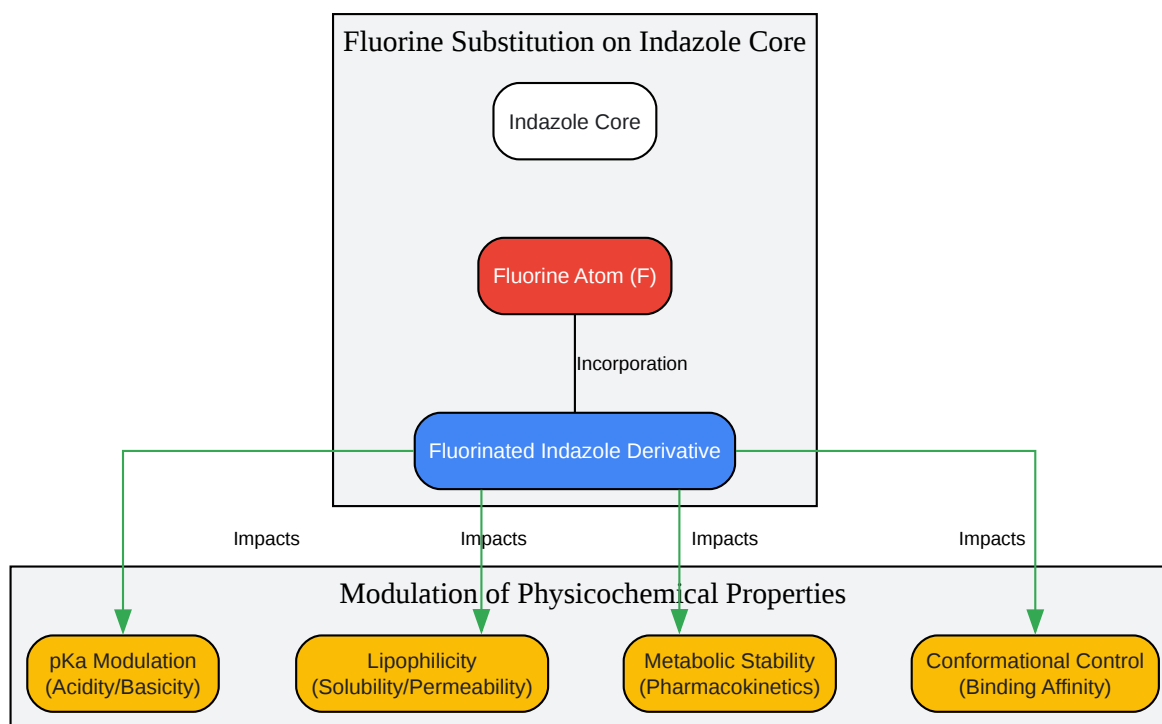 Fluorine Substitution on Indazole Core
Indazole Core
Fluorine Atom (F)
Incorporation
Fluorinated Indazole Derivative
Impacts
Impacts
Impacts
Impacts
Modulation of Physicochemical Properties
pKa Modulation
(Acidity/Basicity)
Lipophilicity
(Solubility/Permeability)
Metabolic Stability
(Pharmacokinetics)
Conformational Control
(Binding Affinity)